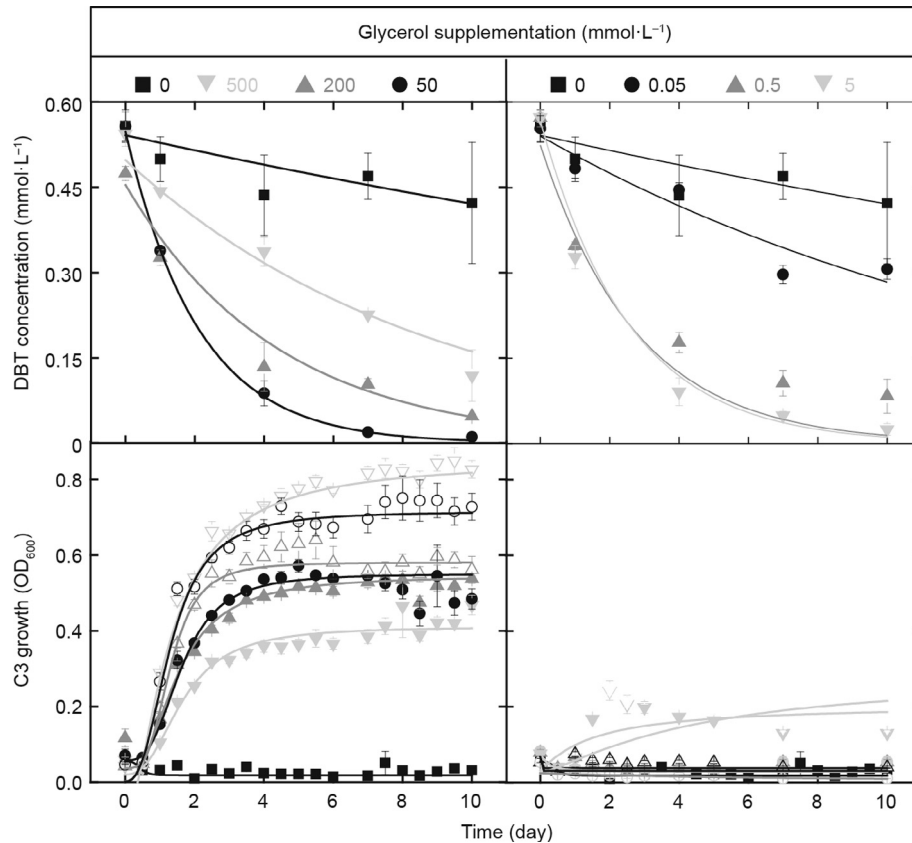 Glycerol supplementation (mmol·L⁻¹)
0 500 200 50
0 0.05 0.5 5
0.60
0.45
0.30
0.15
0
DBT concentration (mmol·L⁻¹)
0.8
0.6
0.4
0.2
0.0
C3 growth (OD₆₀₀)
0 2 4 6 8 10
0 2 4 6 8 10
Time (day)